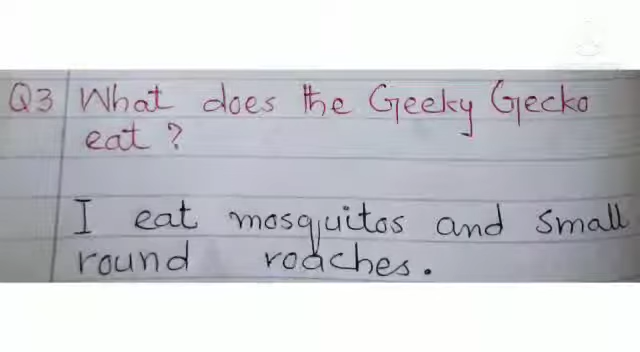 Q3 What does the Geeky Gecko
eat ?
I eat mosquitos and small
round roaches.